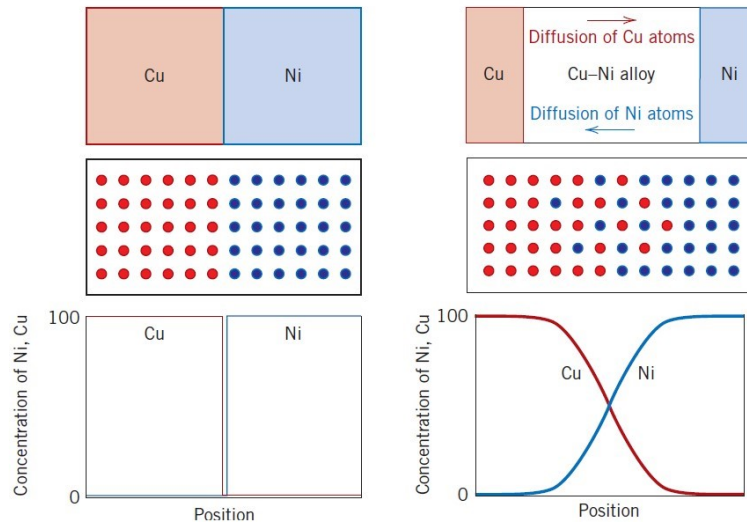 Cu
Ni
Concentration of Ni, Cu
100
0
Cu
Ni
Position
Diffusion of Cu atoms
Cu
Cu–Ni alloy
Ni
Diffusion of Ni atoms
Concentration of Ni, Cu
100
0
Cu
Ni
Position